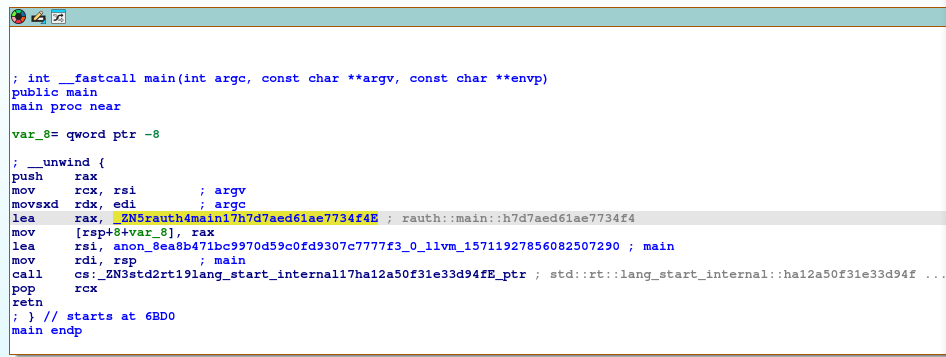 ; int __fastcall main(int argc, const char **argv, const char **envp)
public main
main proc near
var_8= qword ptr -8
; __unwind {
push rax
mov rcx, rsi ; argv
movsxd rdx, edi ; argc
lea rax, _ZN5rauth4main17h7d7aed61ae7734f4E ; rauth::main::h7d7aed61ae7734f4
mov [rsp+8+var_8], rax
lea rsi, anon_8ea8b471bc9970d59c0fd9307c7777f3_0_llvm_15711927856082507290 ; main
mov rdi, rsp ; main
call cs:_ZN3std2rt19lang_start_internal17ha12a50f31e33d94fE_ptr ; std::rt::lang_start_internal::ha12a50f31e33d94f ...
pop rcx
retn
; } // starts at 6BD0
main endp